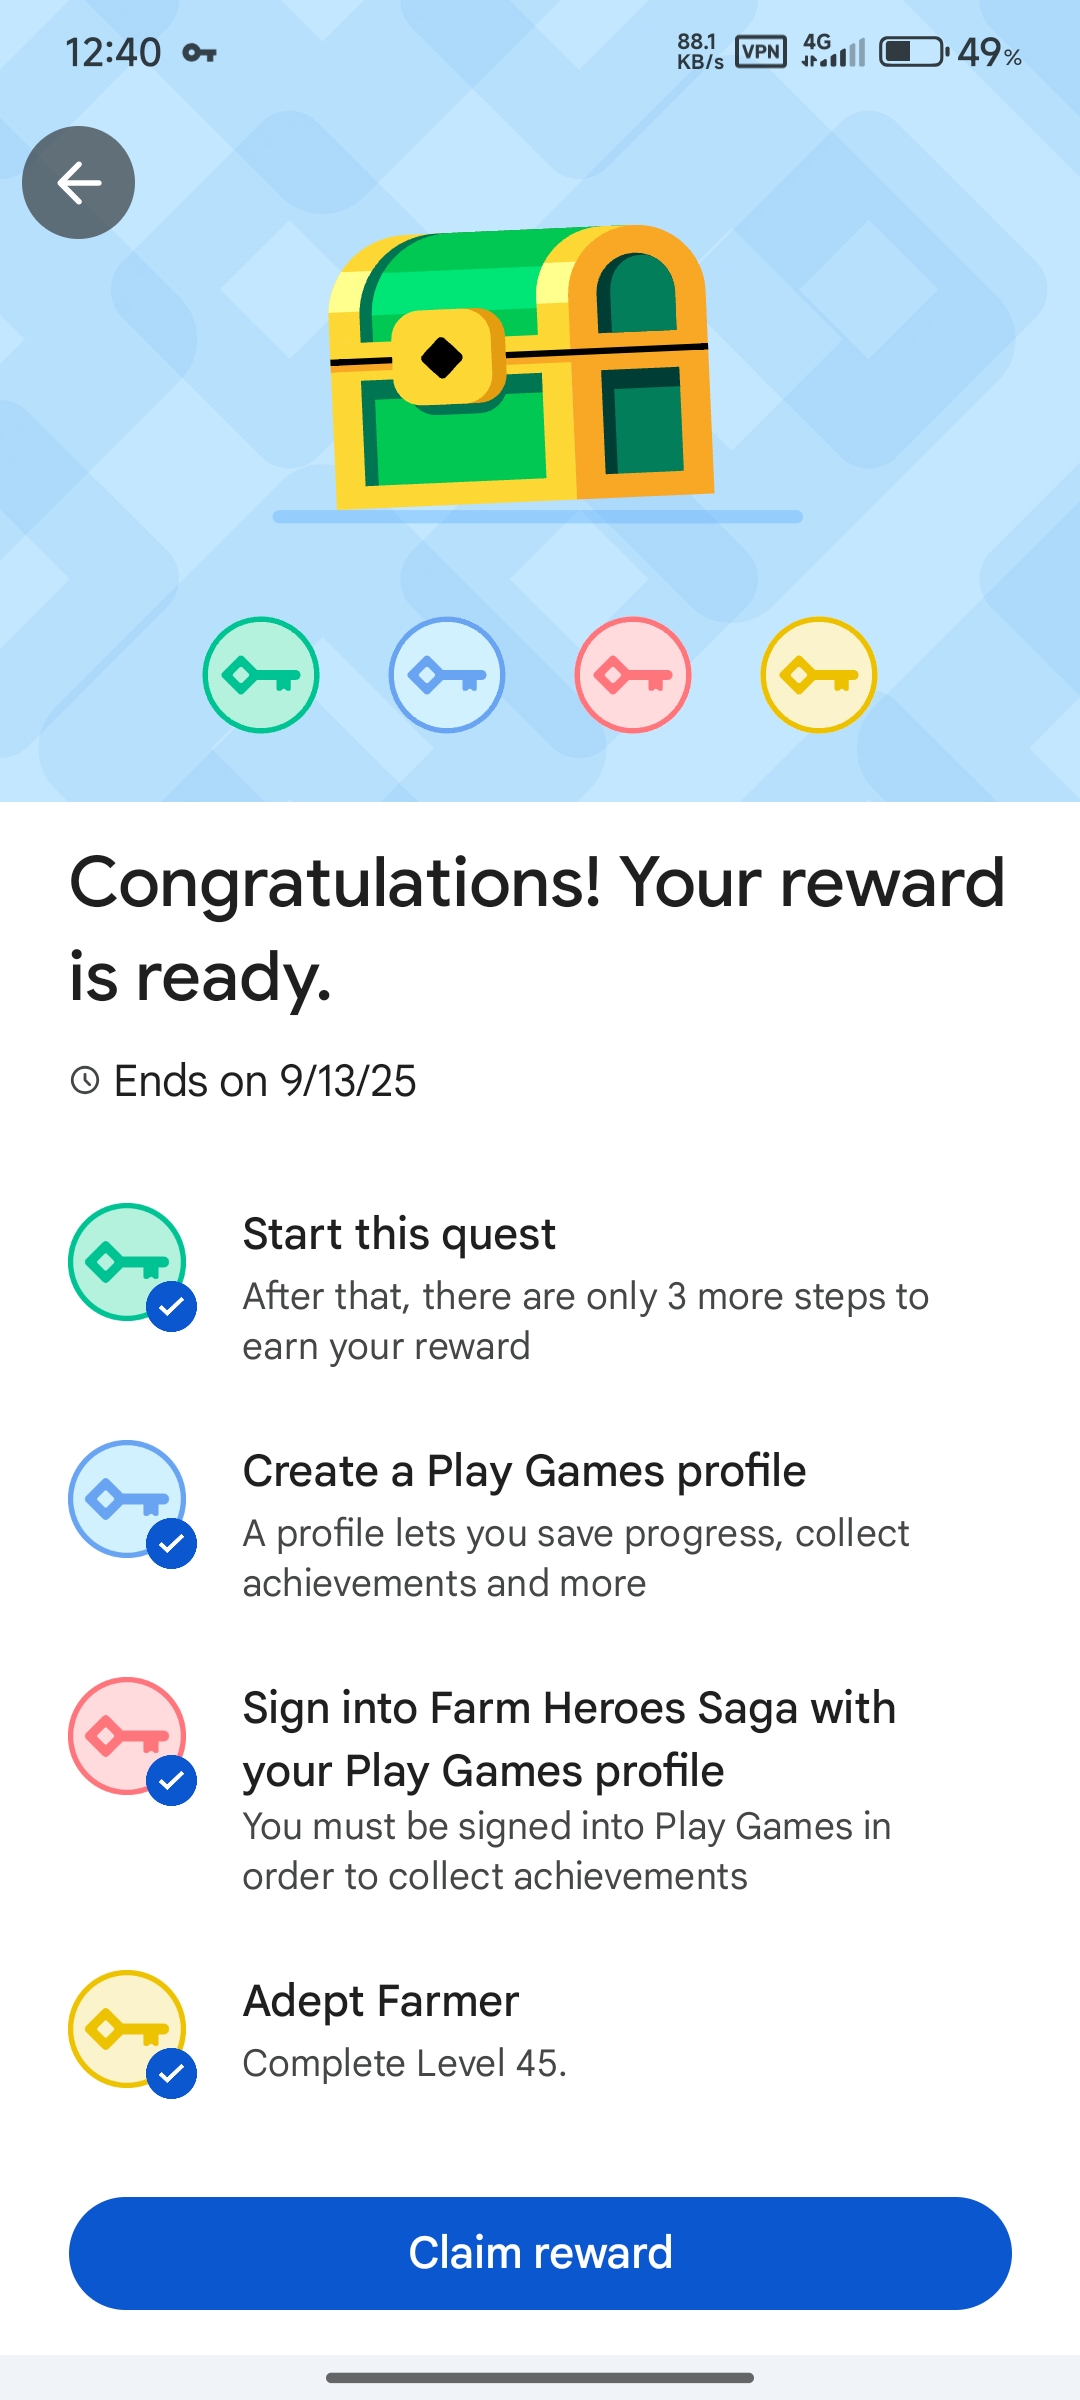 12:40
88.1
KB/s
VPN
4G
49%
Congratulations! Your reward
is ready.
Ends on 9/13/25
Start this quest
After that, there are only 3 more steps to
earn your reward
Create a Play Games profile
A profile lets you save progress, collect
achievements and more
Sign into Farm Heroes Saga with
your Play Games profile
You must be signed into Play Games in
order to collect achievements
Adept Farmer
Complete Level 45.
Claim reward